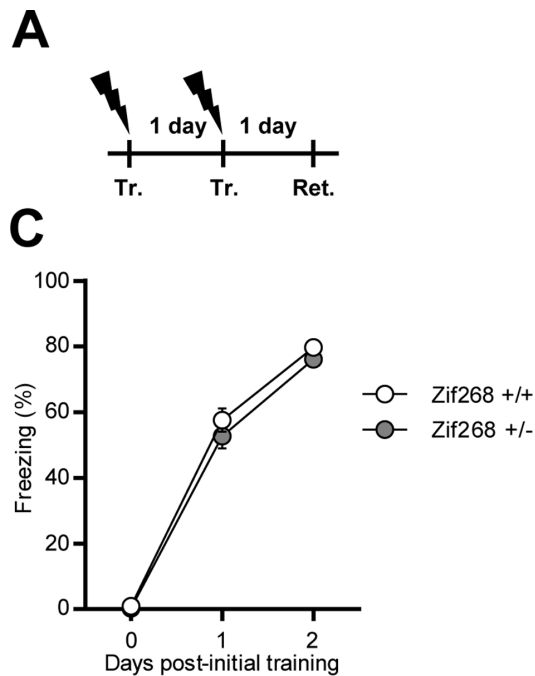 A
1 day 1 day
Tr. Tr. Ret.
C
100
80
60
40
20
0
Freezing (%)
0 1 2
Days post-initial training
Zif268 +/+
Zif268 +/-